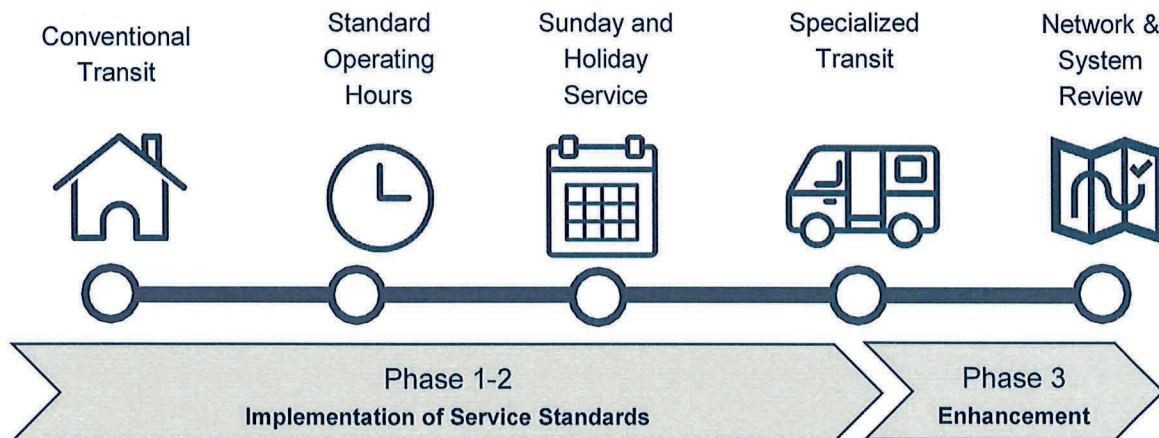 Conventional
Transit
Standard
Operating
Hours
Sunday and
Holiday
Service
Specialized
Transit
Network &
System
Review
Phase 1-2
Implementation of Service Standards
Phase 3
Enhancement